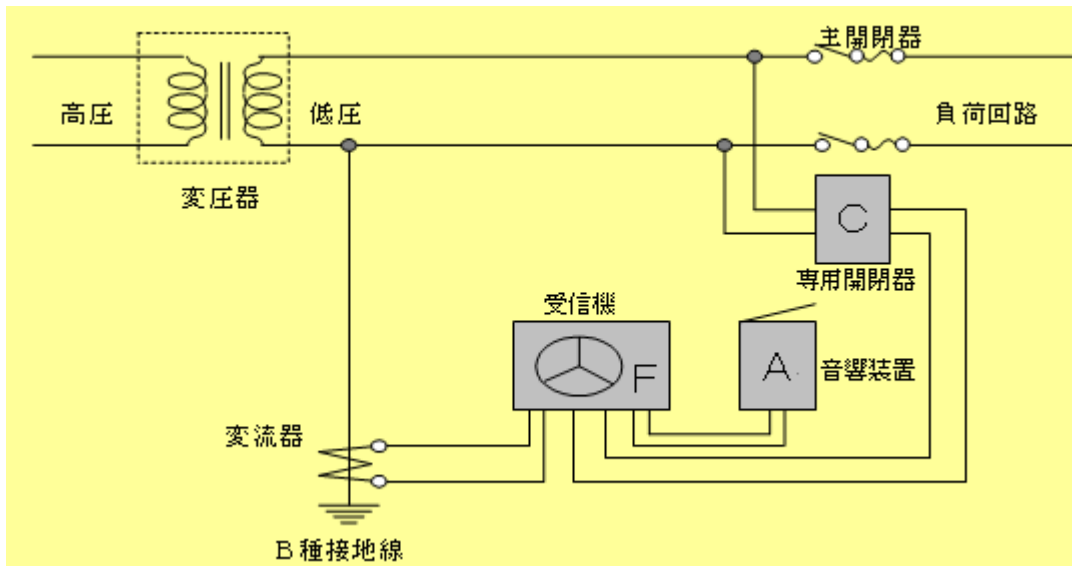 主開閉器
高圧
低圧
負荷回路
変圧器
C
専用開閉器
受信機
F
A
音響装置
変流器
B種接地線